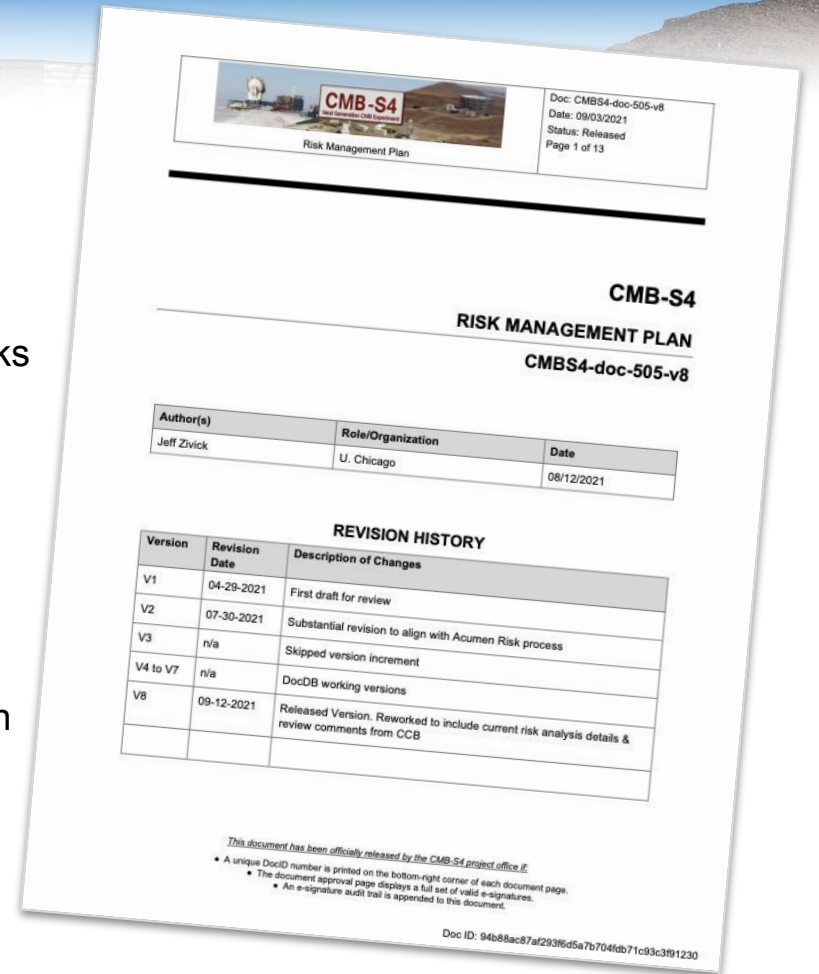 CMB-S4
Next Generation CMB Experiment
Risk Management Plan
Doc: CMBS4-doc-505-v8
Date: 09/03/2021
Status: Released
Page 1 of 13
CMB-S4
RISK MANAGEMENT PLAN
CMBS4-doc-505-v8
ks
Author(s) Role/Organization Date
Jeff Zivick U. Chicago 08/12/2021
REVISION HISTORY
Version Revision Date Description of Changes
V1 04-29-2021 First draft for review
V2 07-30-2021 Substantial revision to align with Acumen Risk process
V3 n/a Skipped version increment
V4 to V7 n/a DocDB working versions
V8 09-12-2021 Released Version. Reworked to include current risk analysis details &
review comments from CCB
n
This document has been officially released by the CMB-S4 project office if:
• A unique DocID number is printed on the bottom-right corner of each document page.
• The document approval page displays a full set of valid e-signatures.
• An e-signature audit trail is appended to this document.
Doc ID: 94b88ac87af293f6d5a7b704fdb71c93c3f91230